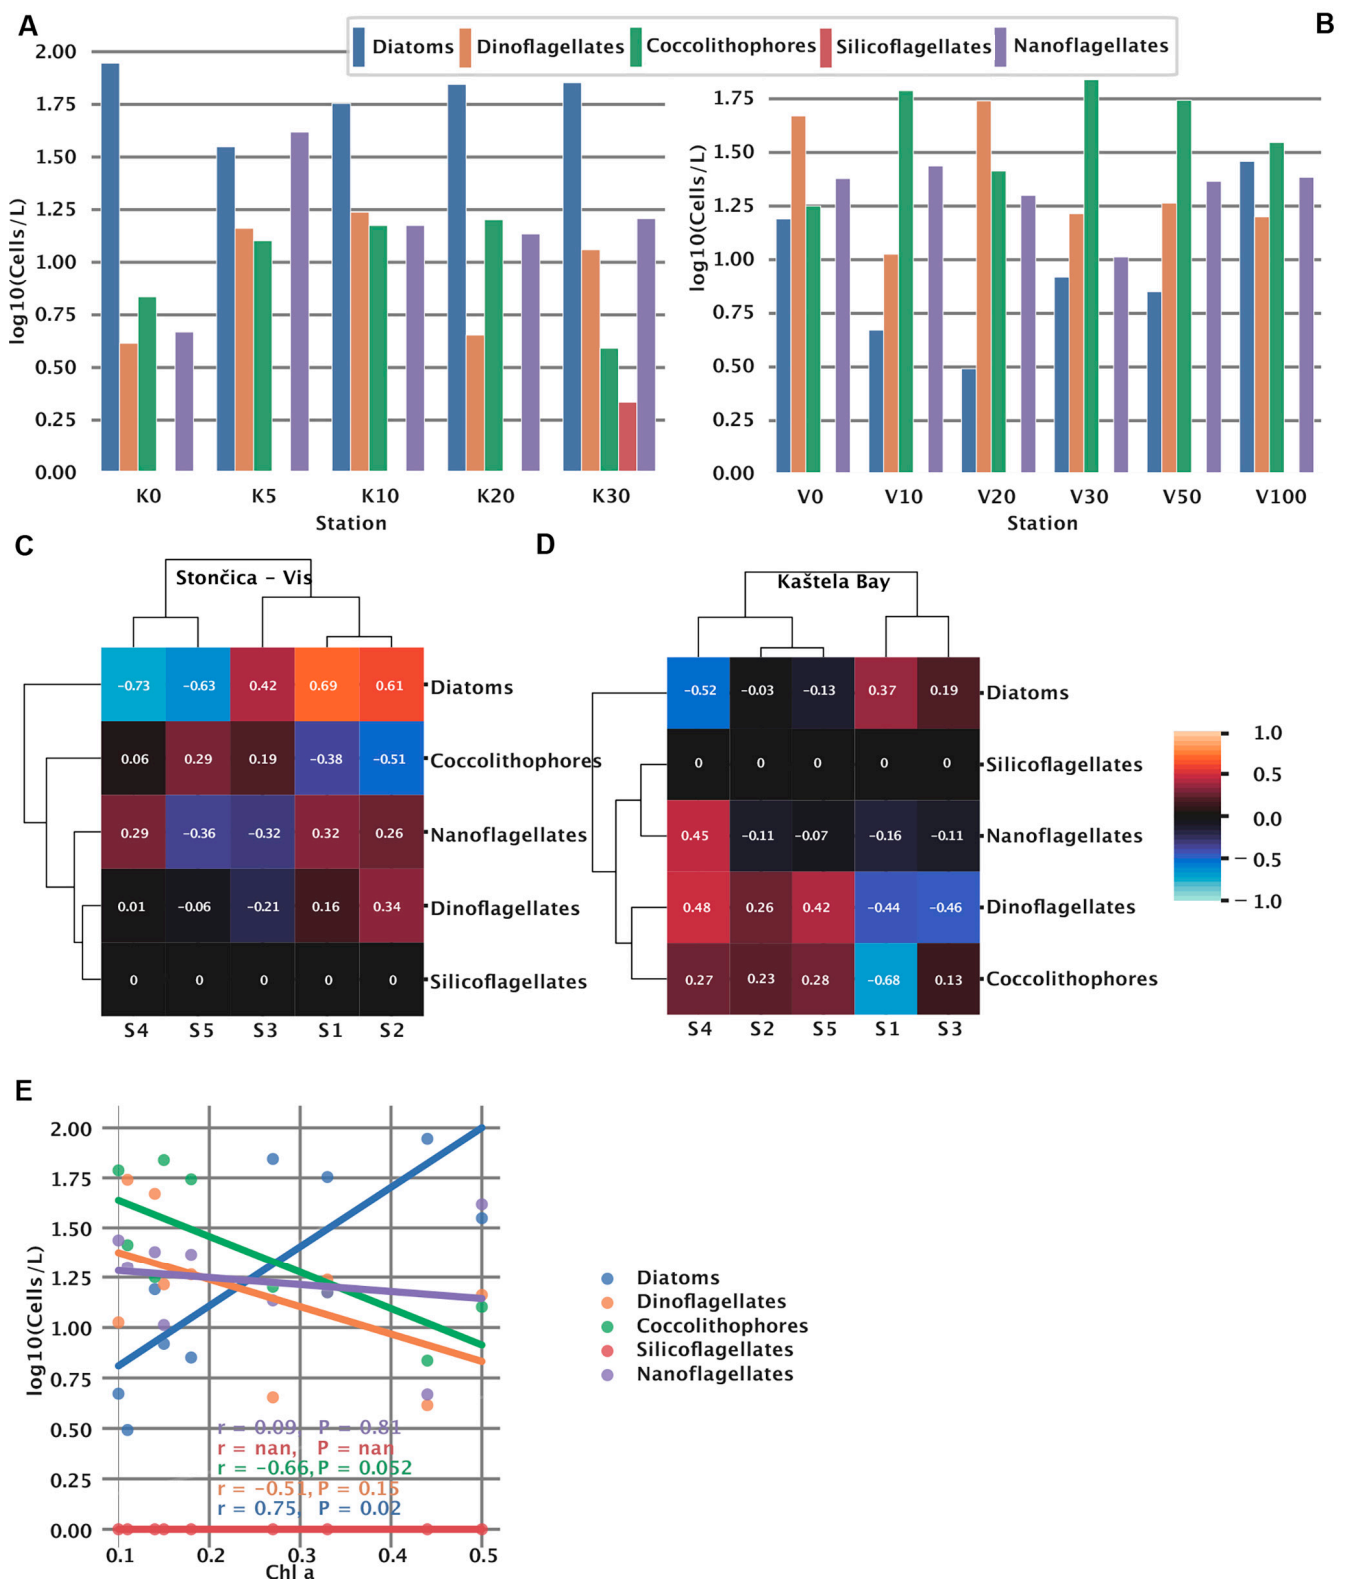 A
B
Diatoms Dinoflagellates Coccolithophores Silicoflagellates Nanoflagellates
log10(Cells/L)
2.00
1.75
1.50
1.25
1.00
0.75
0.50
0.25
0.00
K0 K5 K10 K20 K30
Station
log10(Cells/L)
1.75
1.50
1.25
1.00
0.75
0.50
0.25
0.00
V0 V10 V20 V30 V50 V100
Station
C
Stončica – Vis
−0.73 −0.63 0.42 0.69 0.61 Diatoms
0.06 0.29 0.19 −0.38 −0.51 Coccolithophores
0.29 −0.36 −0.32 0.32 0.26 Nanoflagellates
0.01 −0.06 −0.21 0.16 0.34 Dinoflagellates
0 0 0 0 0 Silicoflagellates
S4 S5 S3 S1 S2
D
Kaštela Bay
−0.52 −0.03 −0.13 0.37 0.19 Diatoms
0 0 0 0 0 Silicoflagellates
0.45 −0.11 −0.07 −0.16 −0.11 Nanoflagellates
0.48 0.26 0.42 −0.44 −0.46 Dinoflagellates
0.27 0.23 0.28 −0.68 0.13 Coccolithophores
S4 S2 S5 S1 S3
1.0
0.5
0.0
−0.5
−1.0
E
log10(Cells/L)
2.00
1.75
1.50
1.25
1.00
0.75
0.50
0.25
0.00
r = 0.09, P = 0.81
r = nan, P = nan
r = −0.66, P = 0.052
r = −0.51, P = 0.15
r = 0.75, P = 0.02
0.1 0.2 0.3 0.4 0.5
Chl a
Diatoms
Dinoflagellates
Coccolithophores
Silicoflagellates
Nanoflagellates